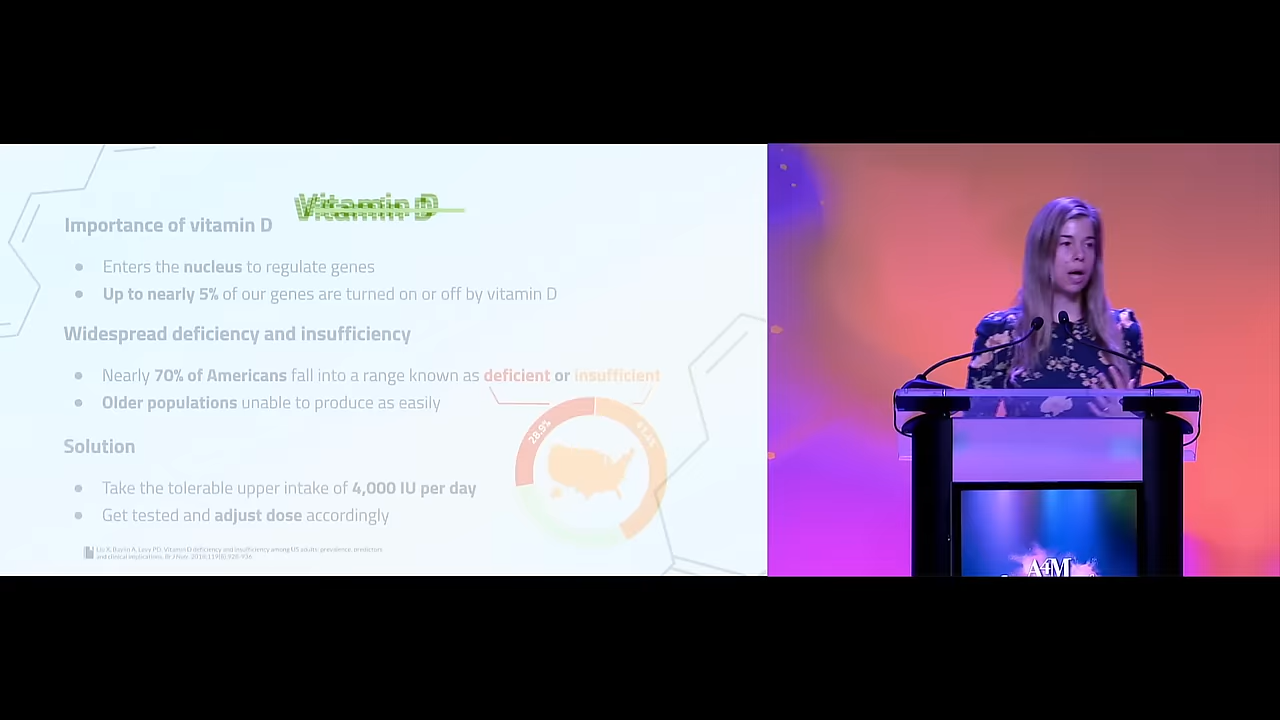 Vitamin D
Importance of vitamin D
Enters the nucleus to regulate genes
Up to nearly 5% of our genes are turned on or off by vitamin D
Widespread deficiency and insufficiency
Nearly 70% of Americans fall into a range known as deficient or insufficient
Older populations unable to produce as easily
28.9%
Solution
Take the tolerable upper intake of 4,000 IU per day
Get tested and adjust dose accordingly
A4M